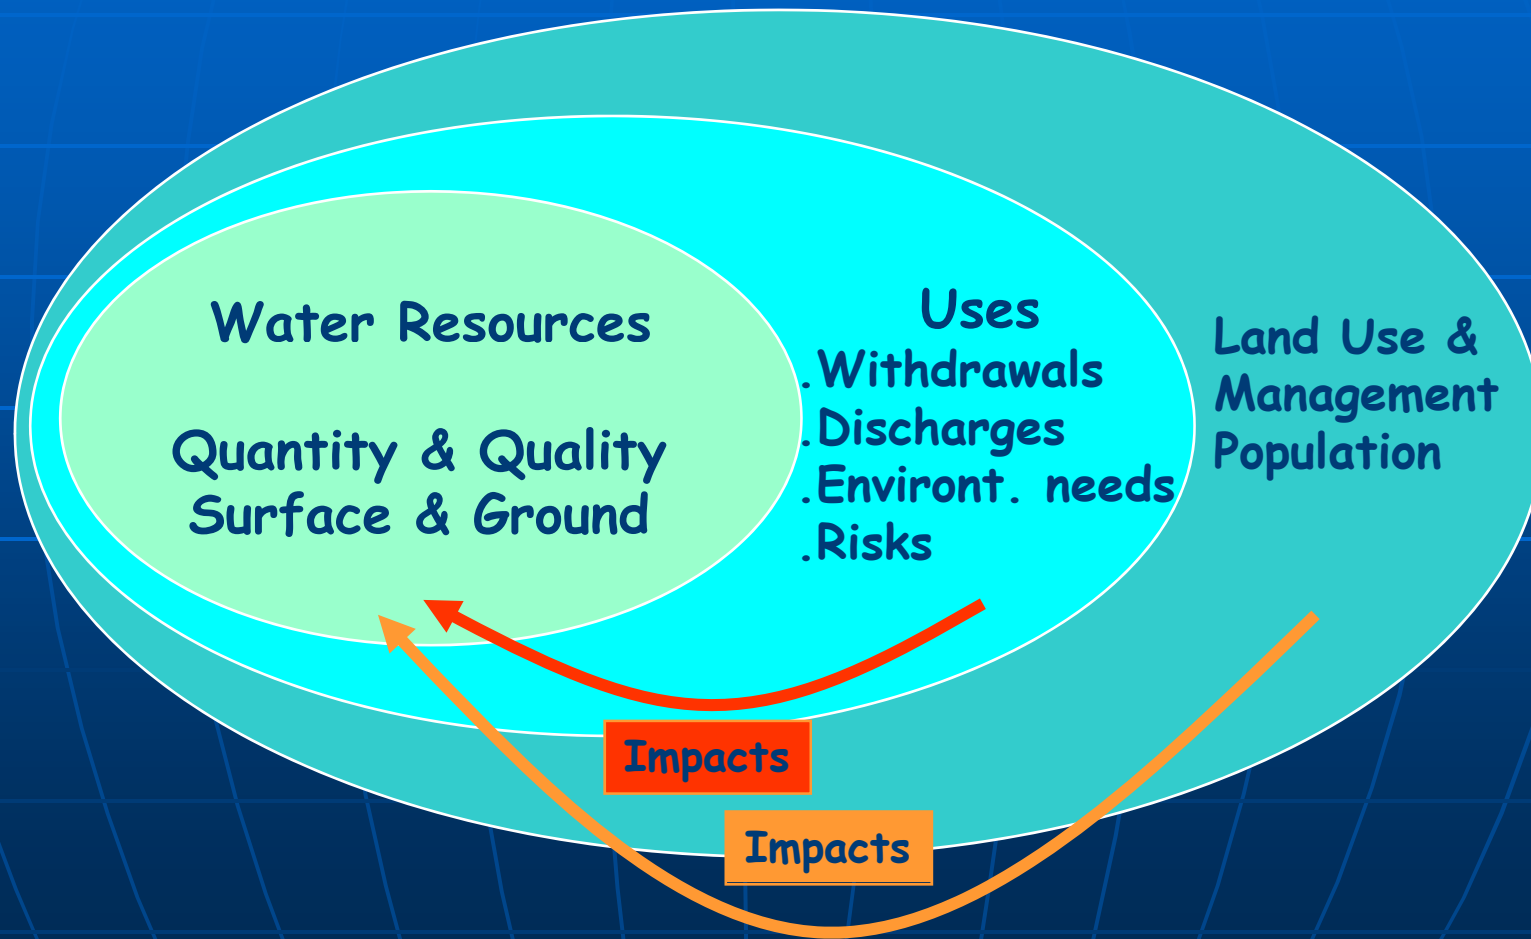 Water Resources
Quantity & Quality
Surface & Ground
Uses
.Withdrawals
.Discharges
.Environt. needs
.Risks
Land Use &
Management
Population
Impacts
Impacts